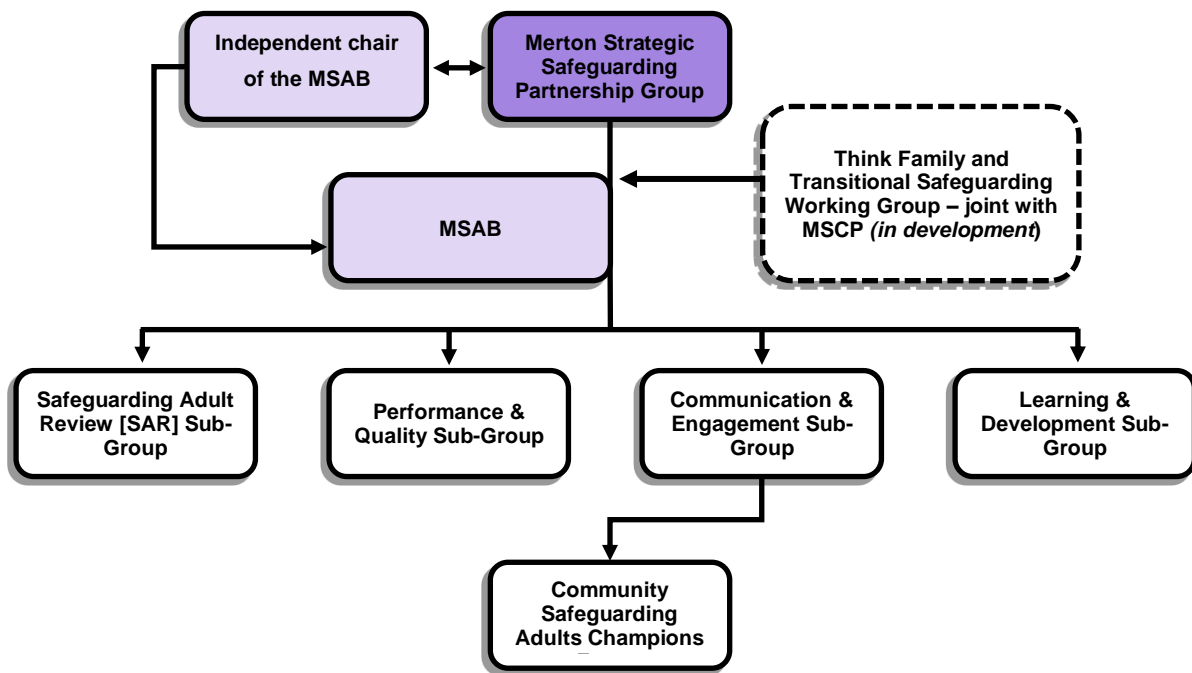 Independent chair
of the MSAB
Merton Strategic
Safeguarding
Partnership Group
Think Family and
Transitional Safeguarding
Working Group – joint with
MSCP (in development)
MSAB
Safeguarding Adult
Review [SAR] Sub-
Group
Performance &
Quality Sub-Group
Communication &
Engagement Sub-
Group
Learning &
Development Sub-
Group
Community
Safeguarding
Adults Champions